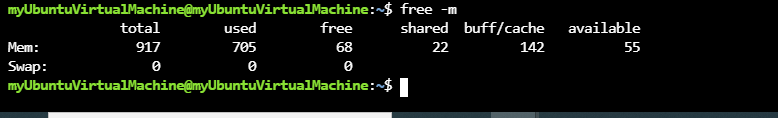 myUbuntuVirtualMachine@myUbuntuVirtualMachine:~$ free -m
total used free shared buff/cache available
Mem: 917 705 68 22 142 55
Swap: 0 0 0
myUbuntuVirtualMachine@myUbuntuVirtualMachine:~$